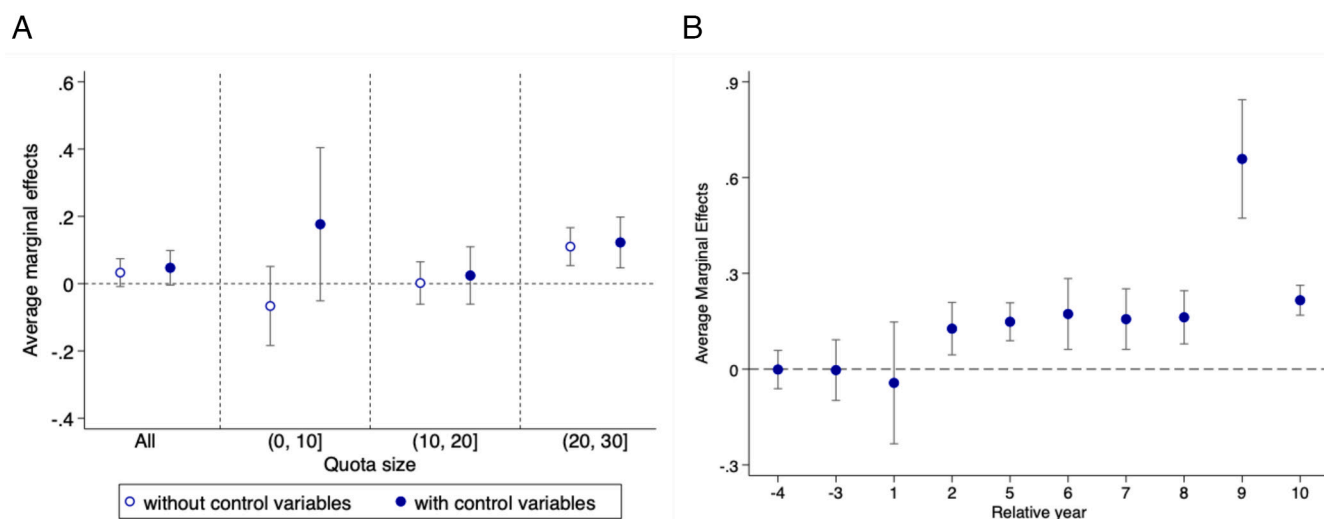 A
Average marginal effects
.6
.4
.2
0
-.2
-.4
All
(0, 10]
(10, 20]
(20, 30]
Quota size
without control variables
with control variables
B
Average Marginal Effects
.9
.6
.3
0
-.3
-4
-3
1
2
5
6
7
8
9
10
Relative year